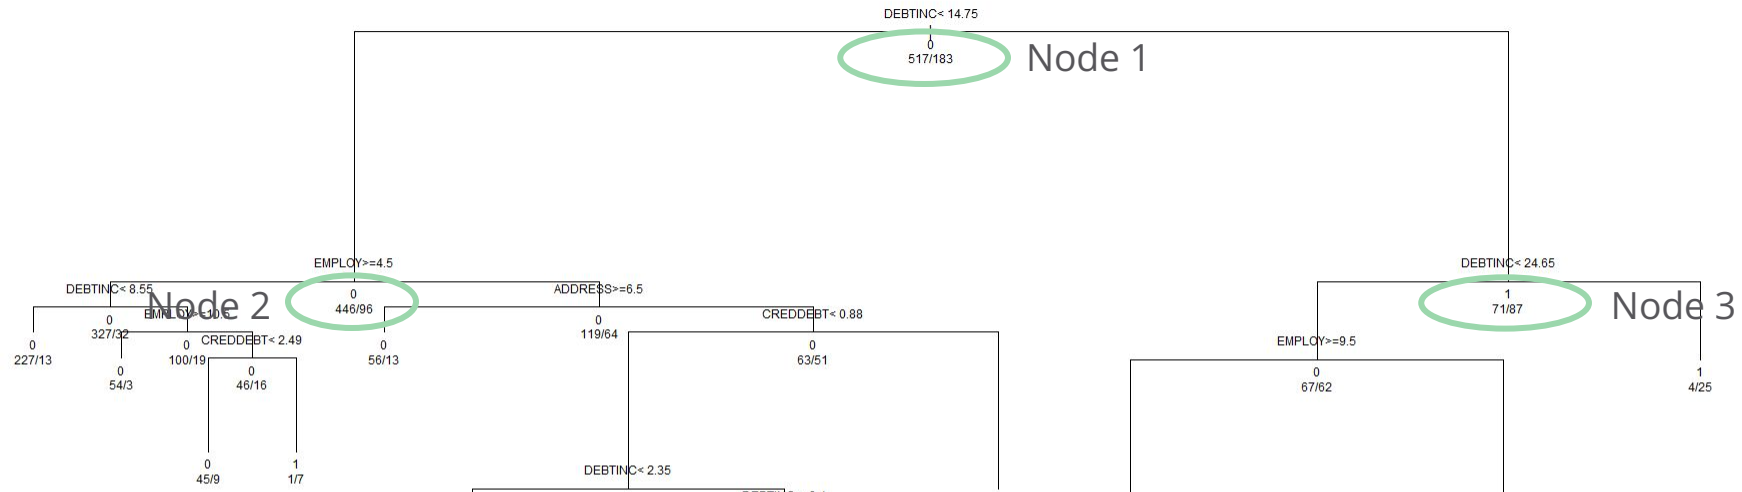 DEBTINC< 14.75
0
517/183
Node 1
EMPLOY>=4.5
0
446/96
Node 2
DEBTINC< 8.55
0
327/32
0
227/13
EMPLOY>=10.5
0
100/19
0
54/3
CREDDEBT< 2.49
0
46/16
0
45/9
1
1/7
ADDRESS>=6.5
0
119/64
0
56/13
CREDDEBT< 0.88
0
63/51
DEBTINC< 2.35
DEBTINC< 24.65
1
71/87
Node 3
EMPLOY>=9.5
0
67/62
1
4/25